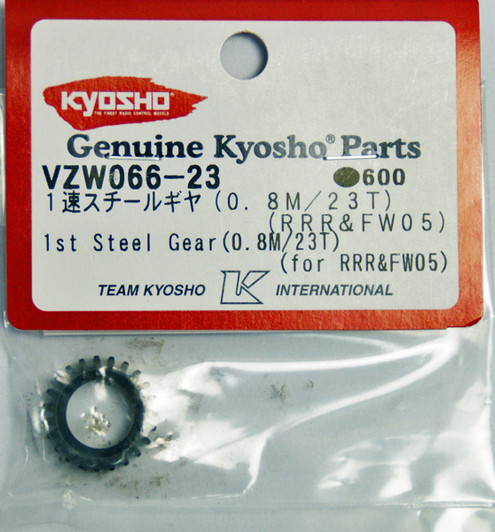 KYOSHO
THE FINEST RADIO CONTROL MODELS
Genuine Kyosho® Parts
VZW066-23 ●600
1速スチールギヤ(0.8M/23T)
(RRR&FW05)
1st Steel Gear(0.8M/23T)
(for RRR&FW05)
TEAM KYOSHO K INTERNATIONAL